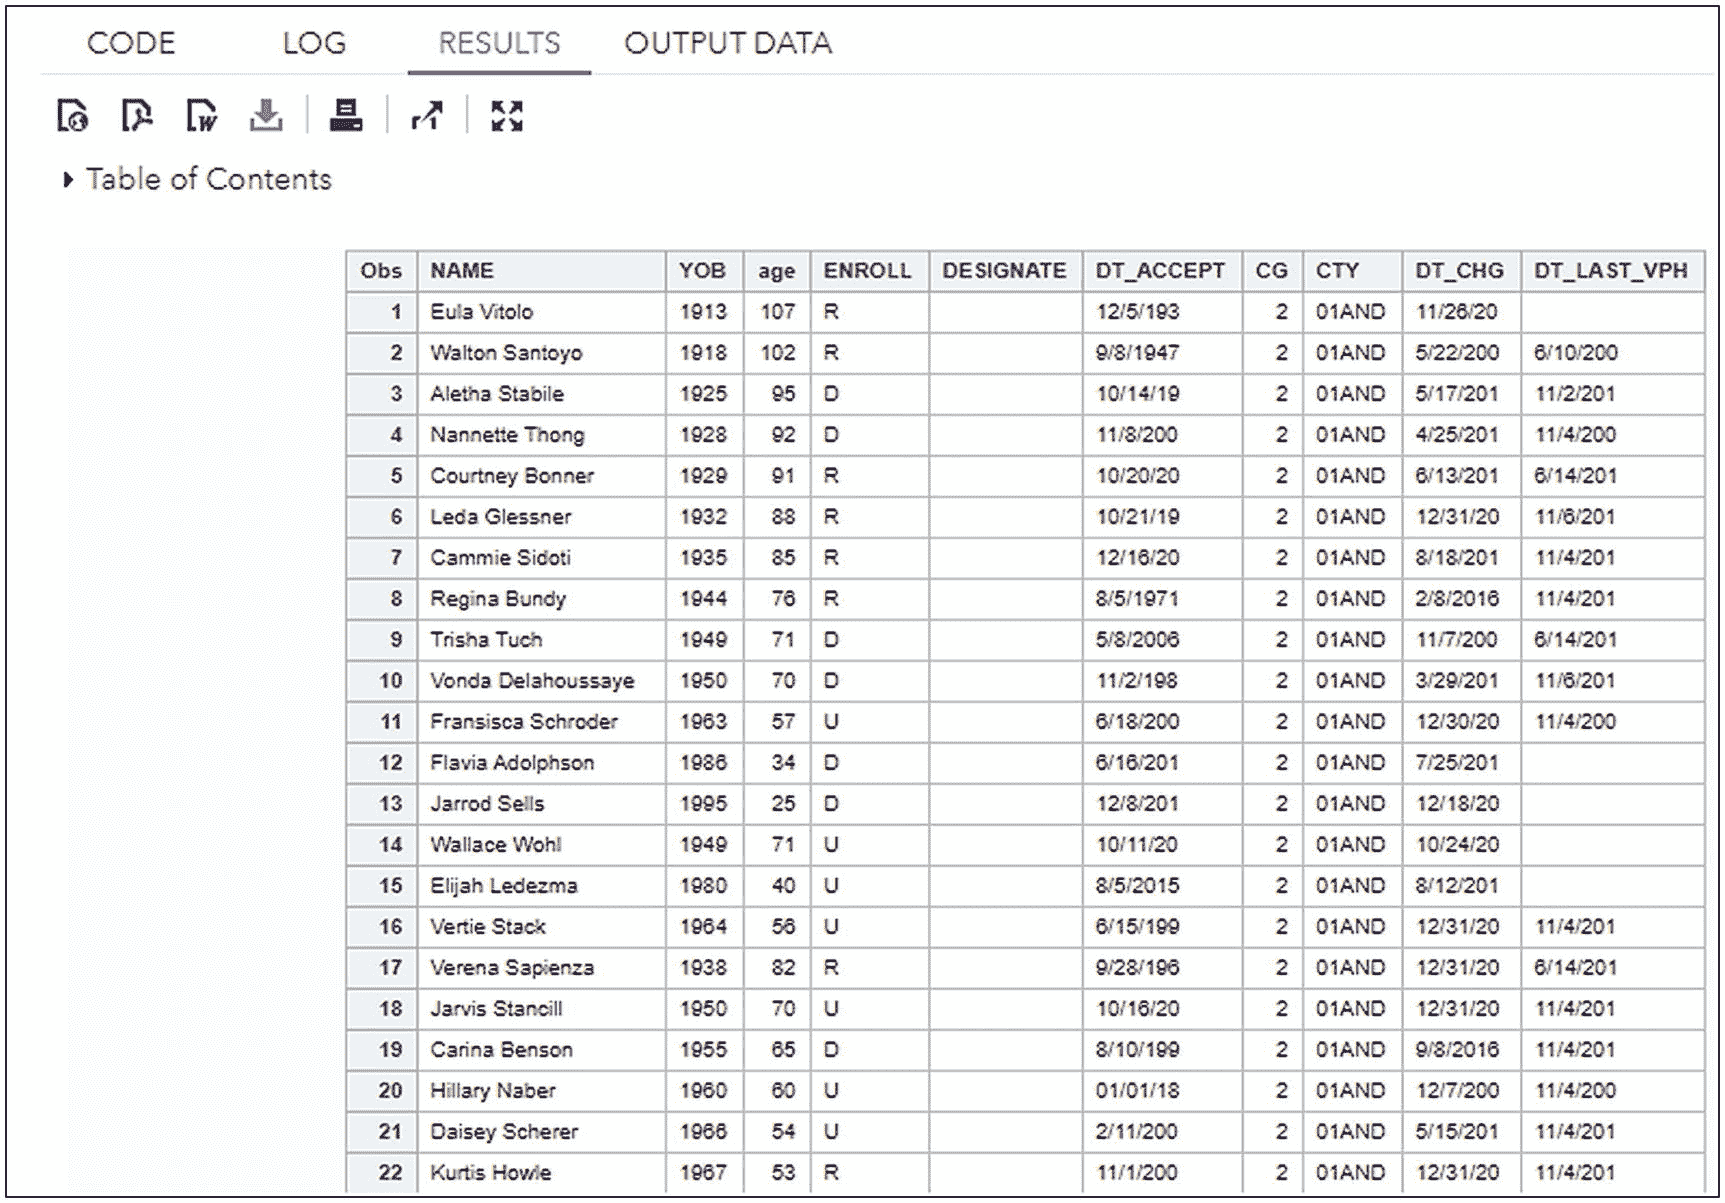 CODE LOG RESULTS OUTPUT DATA
Table of Contents
Obs NAME YOB age ENROLL DESIGNATE DT_ACCEPT CG CTY DT_CHG DT_LAST_VPH
1 Eula Vitolo 1913 107 R 12/5/193 2 01AND 11/26/20
2 Walton Santoyo 1918 102 R 9/8/1947 2 01AND 5/22/200 6/10/200
3 Aletha Stabile 1925 95 D 10/14/19 2 01AND 5/17/201 11/2/201
4 Nannette Thong 1928 92 D 11/8/200 2 01AND 4/25/201 11/4/200
5 Courtney Bonner 1929 91 R 10/20/20 2 01AND 6/13/201 6/14/201
6 Leda Glessner 1932 88 R 10/21/19 2 01AND 12/31/20 11/6/201
7 Cammie Sidoti 1935 85 R 12/16/20 2 01AND 8/18/201 11/4/201
8 Regina Bundy 1944 76 R 8/5/1971 2 01AND 2/8/2016 11/4/201
9 Trisha Tuch 1949 71 D 5/8/2006 2 01AND 11/7/200 6/14/201
10 Vonda Delahoussaye 1950 70 D 11/2/198 2 01AND 3/29/201 11/6/201
11 Fransisca Schroder 1963 57 U 6/18/200 2 01AND 12/30/20 11/4/200
12 Flavia Adolphson 1986 34 D 6/16/201 2 01AND 7/25/201
13 Jarrod Sells 1995 25 D 12/8/201 2 01AND 12/18/20
14 Wallace Wohl 1949 71 U 10/11/20 2 01AND 10/24/20
15 Elijah Ledezma 1980 40 U 8/5/2015 2 01AND 8/12/201
16 Vertie Stack 1964 56 U 6/15/199 2 01AND 12/31/20 11/4/201
17 Verena Sapienza 1938 82 R 9/28/196 2 01AND 12/31/20 6/14/201
18 Jarvis Stancill 1950 70 U 10/16/20 2 01AND 12/31/20 11/4/201
19 Carina Benson 1955 65 D 8/10/199 2 01AND 9/8/2016 11/4/201
20 Hillary Naber 1960 60 U 01/01/18 2 01AND 12/7/200 11/4/200
21 Daisey Scherer 1966 54 U 2/11/200 2 01AND 5/15/201 11/4/201
22 Kurtis Howle 1967 53 R 11/1/200 2 01AND 12/31/20 11/4/201